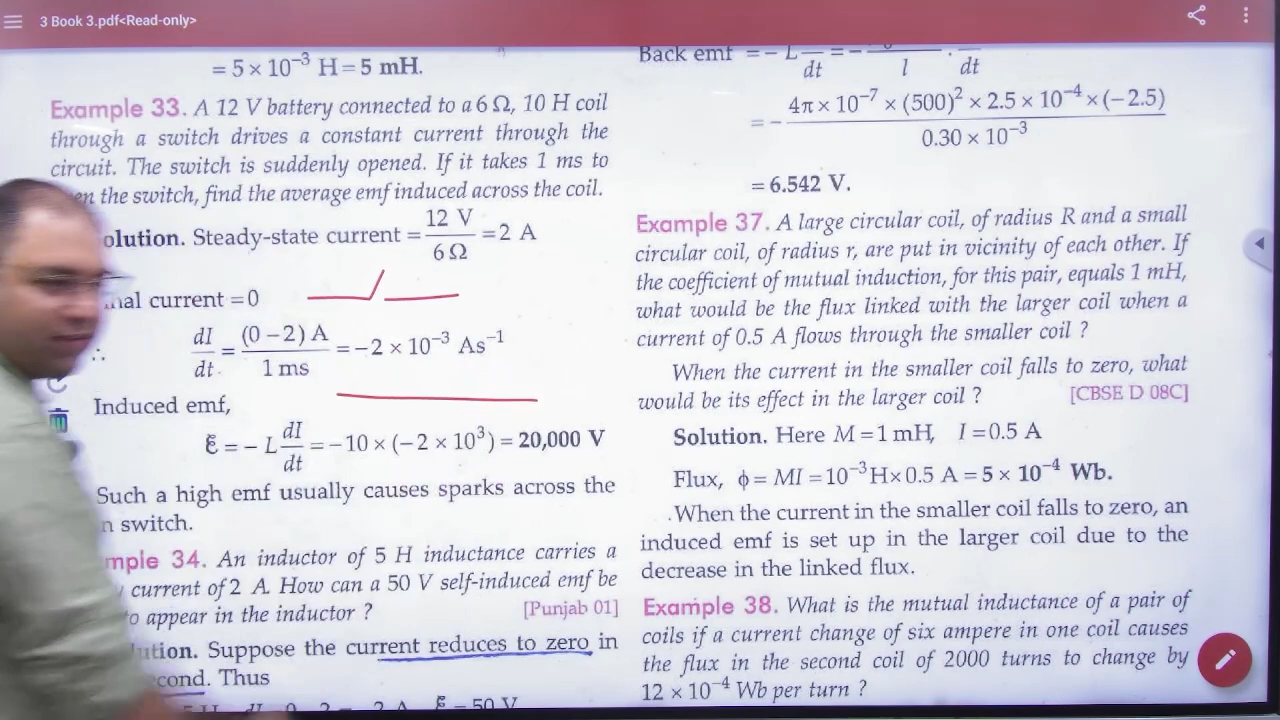 3 Book 3.pdf<Read-only>
= 5 × 10⁻³ H = 5 mH.
Example 33. A 12 V battery connected to a 6 Ω, 10 H coil
through a switch drives a constant current through the
circuit. The switch is suddenly opened. If it takes 1 ms to
the switch, find the average emf induced across the coil.
olution. Steady-state current = 12 V / 6 Ω = 2 A
nal current = 0
∴ dI/dt = (0 – 2) A / 1 ms = – 2 × 10⁻³ As⁻¹
Induced emf,
ℰ = – L dI/dt = – 10 × (– 2 × 10³) = 20,000 V
Such a high emf usually causes sparks across the
n switch.
mple 34. An inductor of 5 H inductance carries a
current of 2 A. How can a 50 V self-induced emf be
to appear in the inductor ? [Punjab 01]
ution. Suppose the current reduces to zero in
cond. Thus
Back emf = – L /dt = – /l . /dt
= – 4π × 10⁻⁷ × (500)² × 2.5 × 10⁻⁴ × (– 2.5) / 0.30 × 10⁻³
= 6.542 V.
Example 37. A large circular coil, of radius R and a small
circular coil, of radius r, are put in vicinity of each other. If
the coefficient of mutual induction, for this pair, equals 1 mH,
what would be the flux linked with the larger coil when a
current of 0.5 A flows through the smaller coil ?
When the current in the smaller coil falls to zero, what
would be its effect in the larger coil ? [CBSE D 08C]
Solution. Here M = 1 mH, I = 0.5 A
Flux, ϕ = MI = 10⁻³ H × 0.5 A = 5 × 10⁻⁴ Wb.
When the current in the smaller coil falls to zero, an
induced emf is set up in the larger coil due to the
decrease in the linked flux.
Example 38. What is the mutual inductance of a pair of
coils if a current change of six ampere in one coil causes
the flux in the second coil of 2000 turns to change by
12 × 10⁻⁴ Wb per turn ?